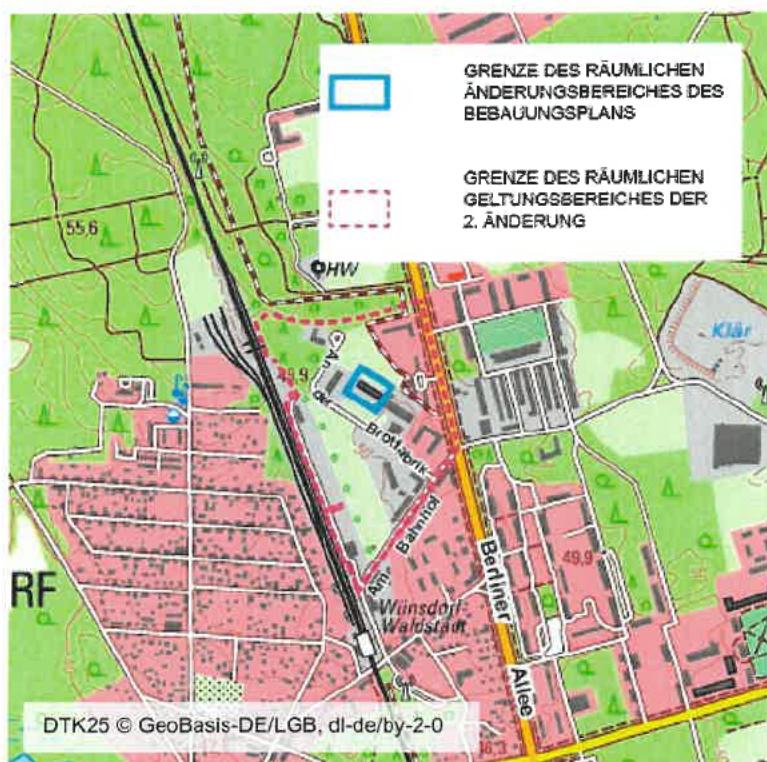 GRENZE DES RÄUMLICHEN
ÄNDERUNGSBEREICHES DES
BEBAUUNGSPLANS
GRENZE DES RÄUMLICHEN
GELTUNGSBEREICHES DER
2. ÄNDERUNG
55,6
HW
Klär
An
der
Brotfabrik
Am
Bahnhof
Berliner
Allee
49,9
RF
Wünsdorf-
Waldstadt
DTK25 © GeoBasis-DE/LGB, dl-de/by-2-0